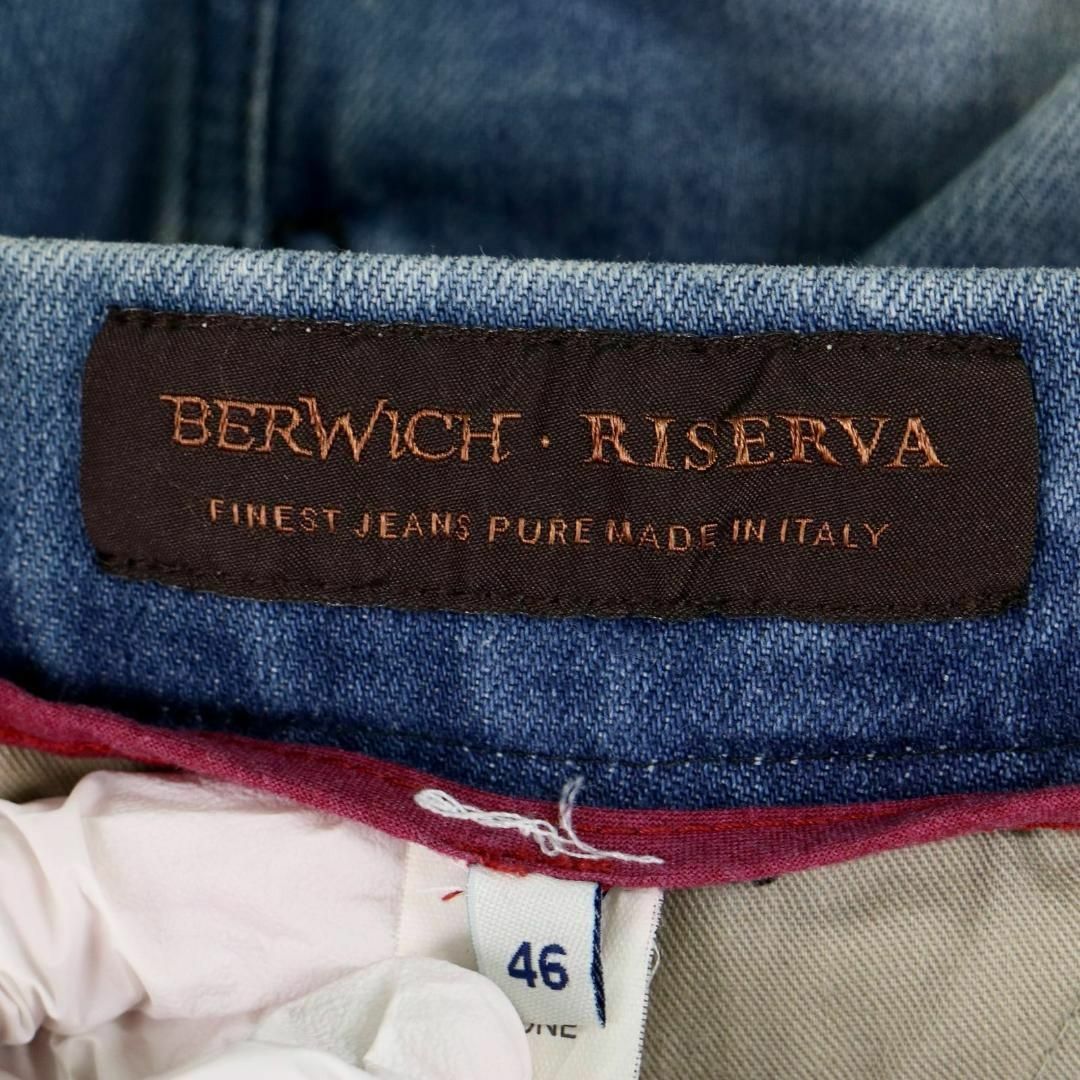 BERWICH · RISERVA
FINEST JEANS PURE MADE IN ITALY
46